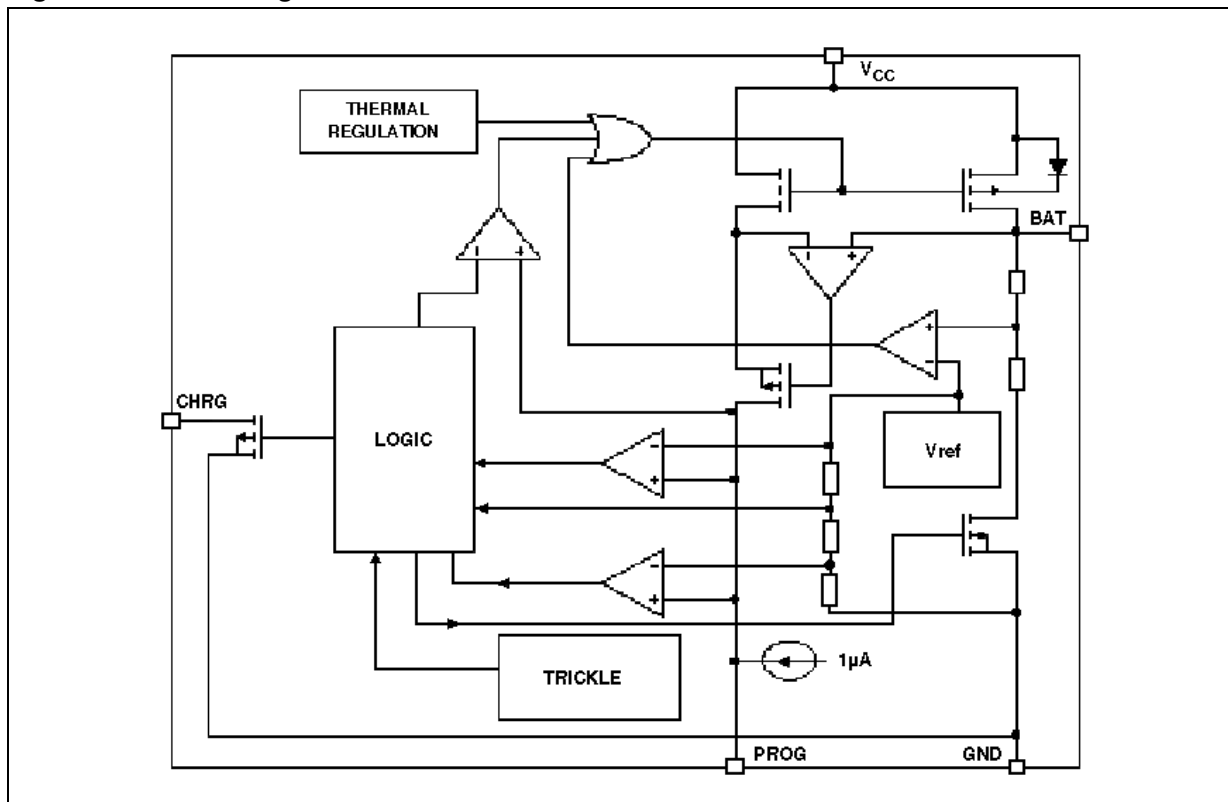 VCC
THERMAL
REGULATION
BAT
- +
- +
+
-
CHRG
LOGIC
-
+
Vref
-
+
1µA
TRICKLE
PROG
GND